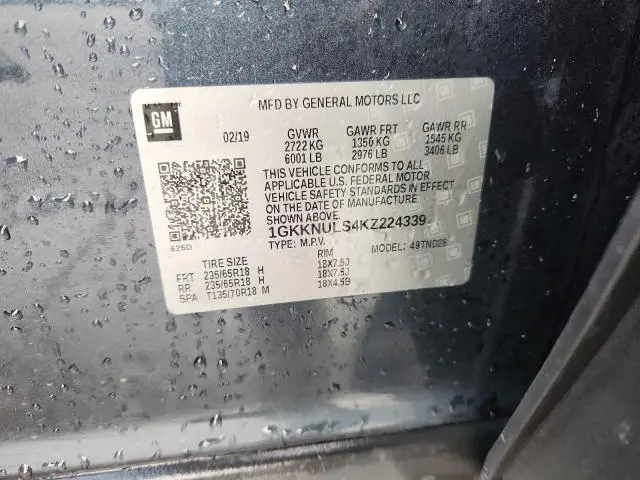 GM
MFD BY GENERAL MOTORS LLC
02/19 GVWR GAWR FRT GAWR RR
2722 KG 1350 KG 1545 KG
6001 LB 2976 LB 3406 LB
THIS VEHICLE CONFORMS TO ALL
APPLICABLE U.S. FEDERAL MOTOR
VEHICLE SAFETY STANDARDS IN EFFECT
ON THE DATE OF MANUFACTURE
SHOWN ABOVE.
1GKKNULS4KZ224339
TYPE: M.P.V. 49TND26
626D
TIRE SIZE RIM
FRT 235/65R18 H 18X7.5J
RR 235/65R18 H 18X7.5J
SPA T135/70R18 M 18X4.5B